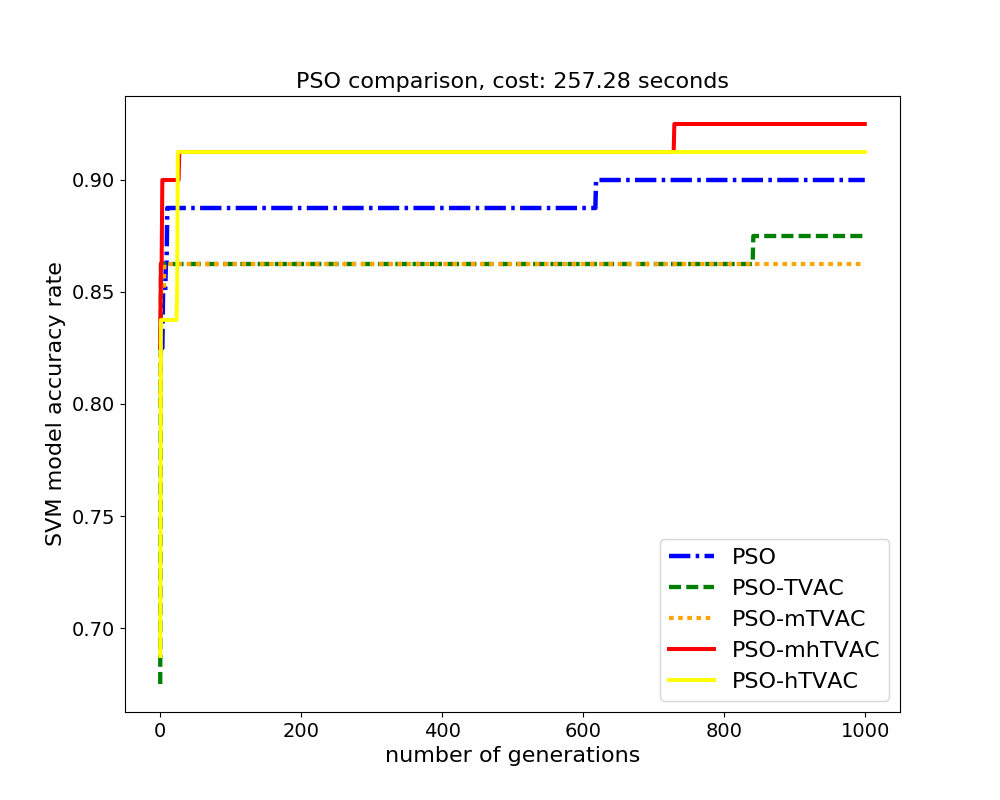 PSO comparison, cost: 257.28 seconds
SVM model accuracy rate
0.90
0.85
0.80
0.75
0.70
0 200 400 600 800 1000
number of generations
PSO
PSO-TVAC
PSO-mTVAC
PSO-mhTVAC
PSO-hTVAC